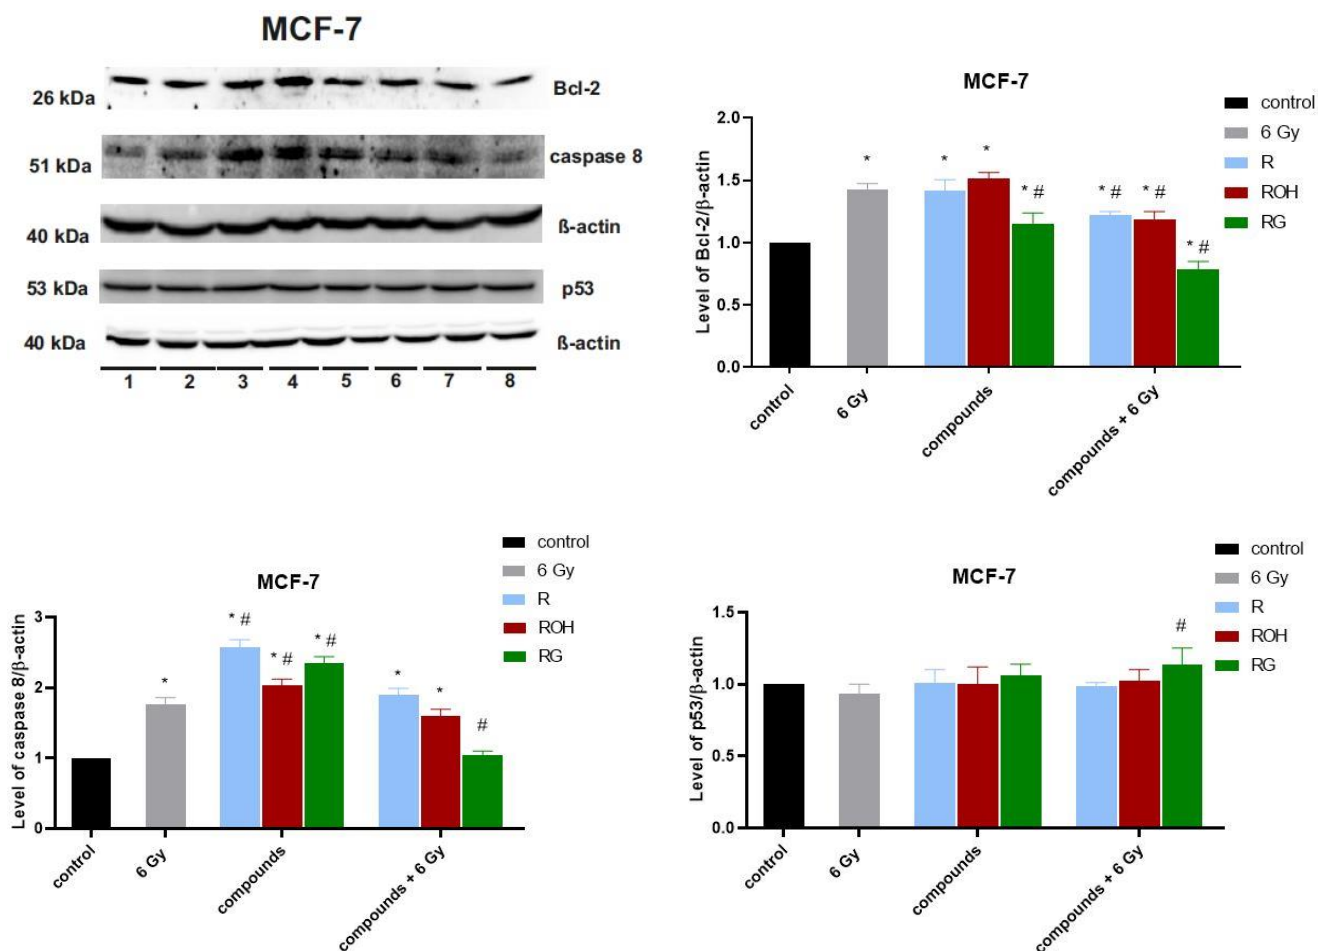 MCF-7
26 kDa
Bcl-2
51 kDa
caspase 8
40 kDa
ß-actin
53 kDa
p53
40 kDa
ß-actin
1 2 3 4 5 6 7 8
MCF-7
control
6 Gy
R
ROH
RG
Level of Bcl-2/β-actin
2.0
1.5
1.0
0.5
0.0
*
* * * #
* # * # * #
control
6 Gy
compounds
compounds + 6 Gy
MCF-7
control
6 Gy
R
ROH
RG
Level of caspase 8/β-actin
3
2
1
0
*
* # * # * #
* * #
control
6 Gy
compounds
compounds + 6 Gy
MCF-7
control
6 Gy
R
ROH
RG
Level of p53/β-actin
1.5
1.0
0.5
0.0
#
control
6 Gy
compounds
compounds + 6 Gy